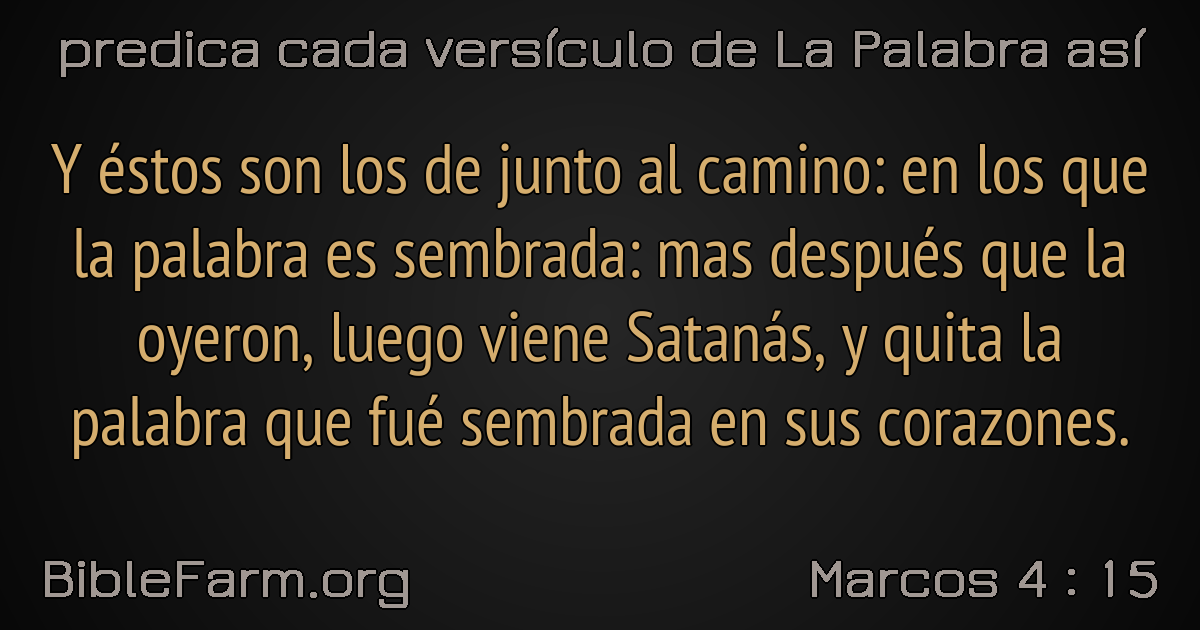 predica cada versículo de La Palabra así
Y éstos son los de junto al camino: en los que
la palabra es sembrada: mas después que la
oyeron, luego viene Satanás, y quita la
palabra que fué sembrada en sus corazones.
BibleFarm.org
Marcos 4 : 15